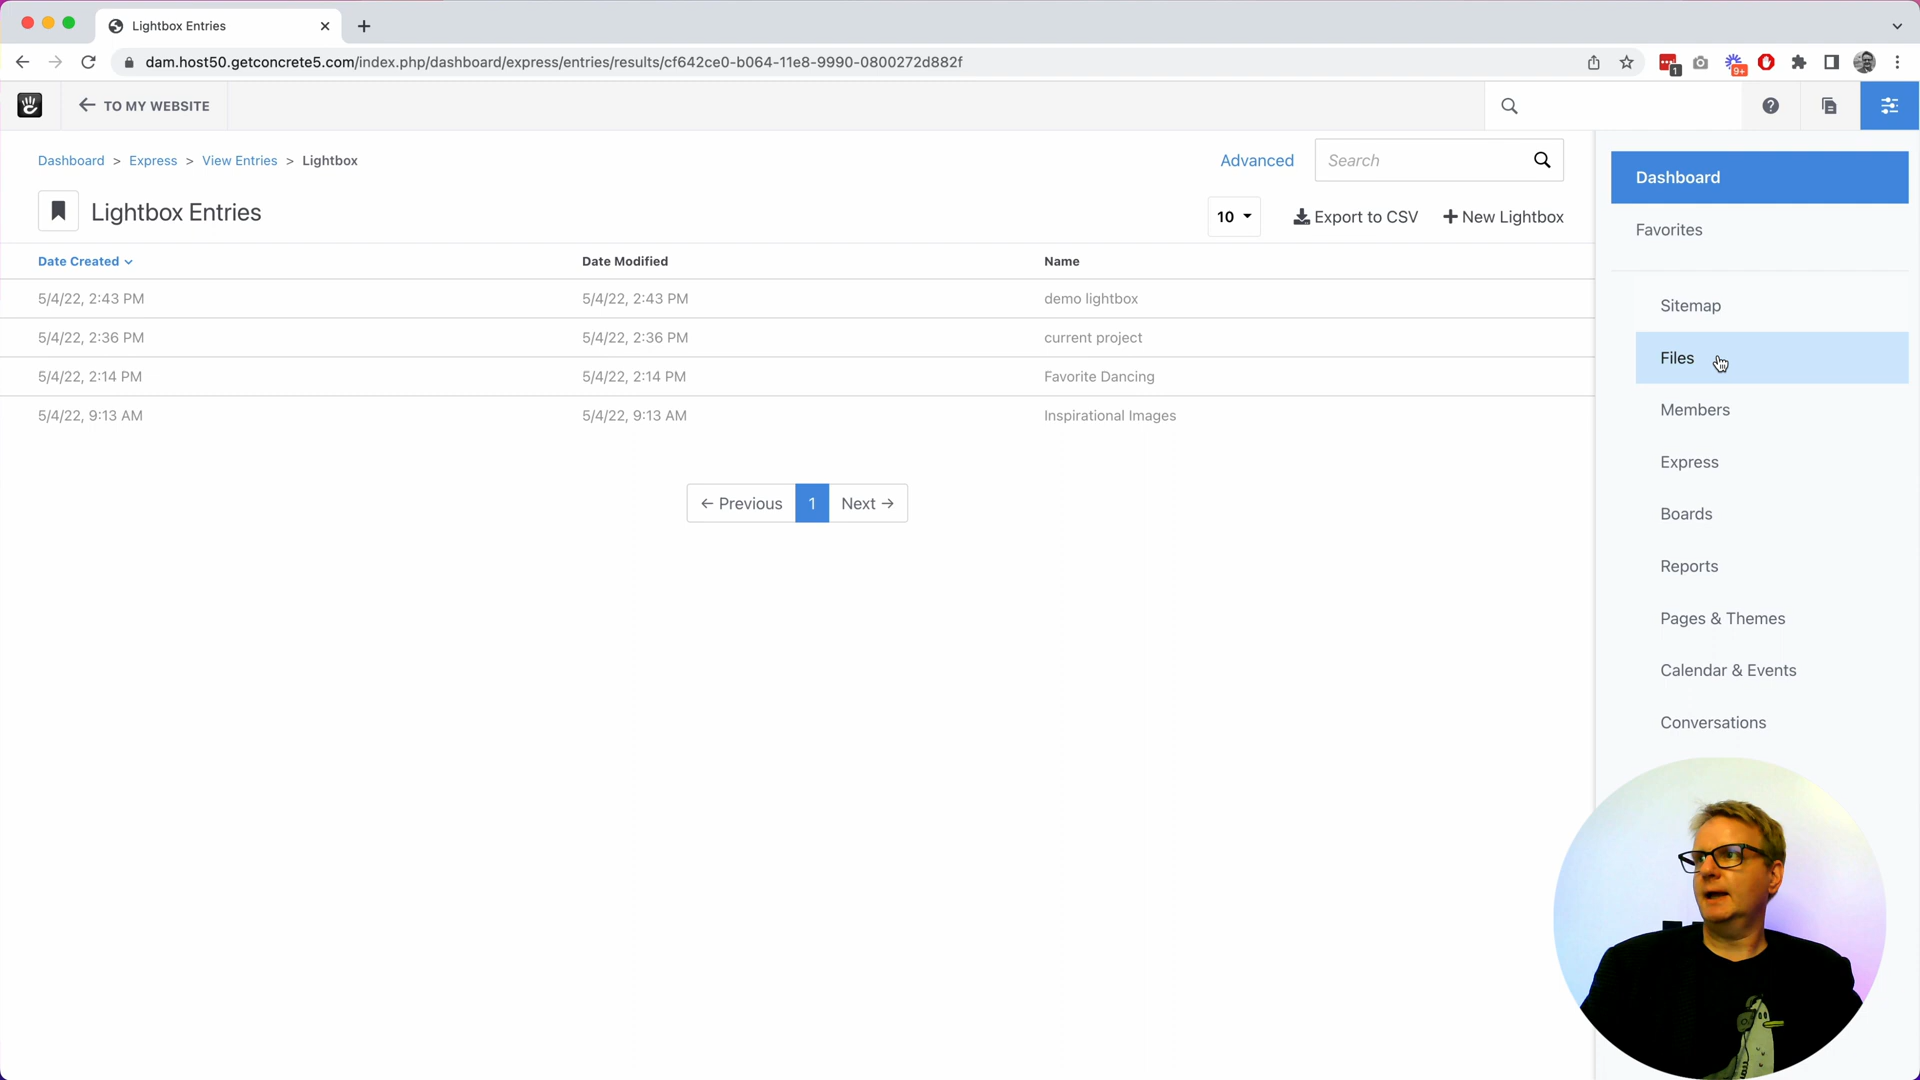 Lightbox Entries
dam.host50.getconcrete5.com/index.php/dashboard/express/entries/results/cf642ce0-b064-11e8-9990-0800272d882f
1
9+
TO MY WEBSITE
Dashboard > Express > View Entries > Lightbox
Advanced
Search
Lightbox Entries
10
Export to CSV
New Lightbox
Date Created Date Modified Name
5/4/22, 2:43 PM 5/4/22, 2:43 PM demo lightbox
5/4/22, 2:36 PM 5/4/22, 2:36 PM current project
5/4/22, 2:14 PM 5/4/22, 2:14 PM Favorite Dancing
5/4/22, 9:13 AM 5/4/22, 9:13 AM Inspirational Images
← Previous 1 Next →
Dashboard
Favorites
Sitemap
Files
Members
Express
Boards
Reports
Pages & Themes
Calendar & Events
Conversations